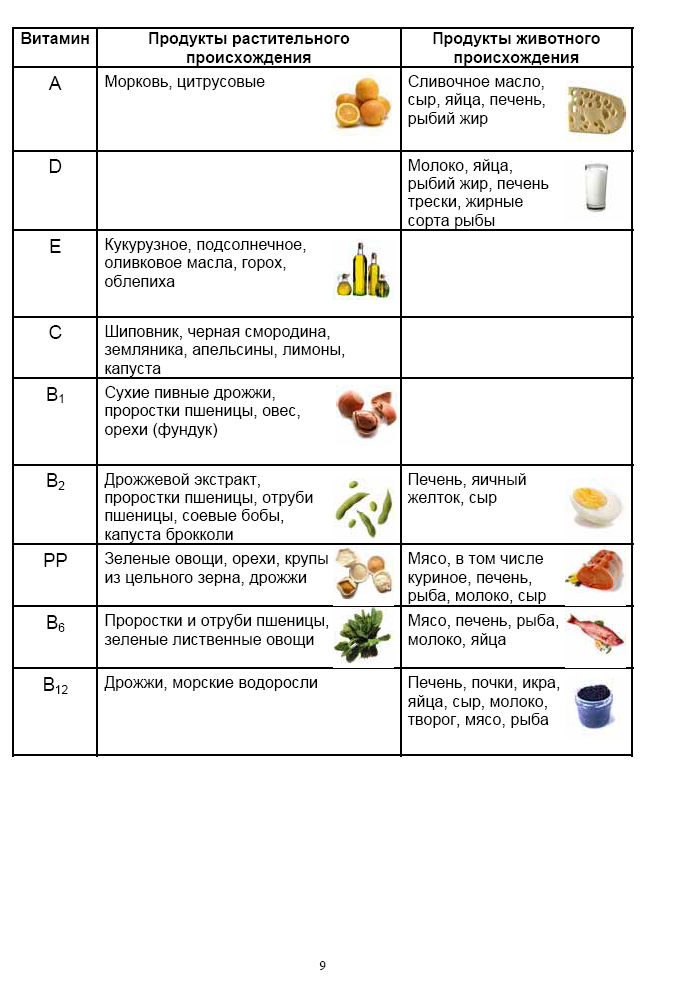 Витамин
Продукты растительного
происхождения
Продукты животного
происхождения
A
Морковь, цитрусовые
Сливочное масло,
сыр, яйца, печень,
рыбий жир
D
Молоко, яйца,
рыбий жир, печень
трески, жирные
сорта рыбы
E
Кукурузное, подсолнечное,
оливковое масла, горох,
облепиха
C
Шиповник, черная смородина,
земляника, апельсины, лимоны,
капуста
B1
Сухие пивные дрожжи,
проростки пшеницы, овес,
орехи (фундук)
B2
Дрожжевой экстракт,
проростки пшеницы, отруби
пшеницы, соевые бобы,
капуста брокколи
Печень, яичный
желток, сыр
PP
Зеленые овощи, орехи, крупы
из цельного зерна, дрожжи
Мясо, в том числе
куриное, печень,
рыба, молоко, сыр
B6
Проростки и отруби пшеницы,
зеленые лиственные овощи
Мясо, печень, рыба,
молоко, яйца
B12
Дрожжи, морские водоросли
Печень, почки, икра,
яйца, сыр, молоко,
творог, мясо, рыба
9